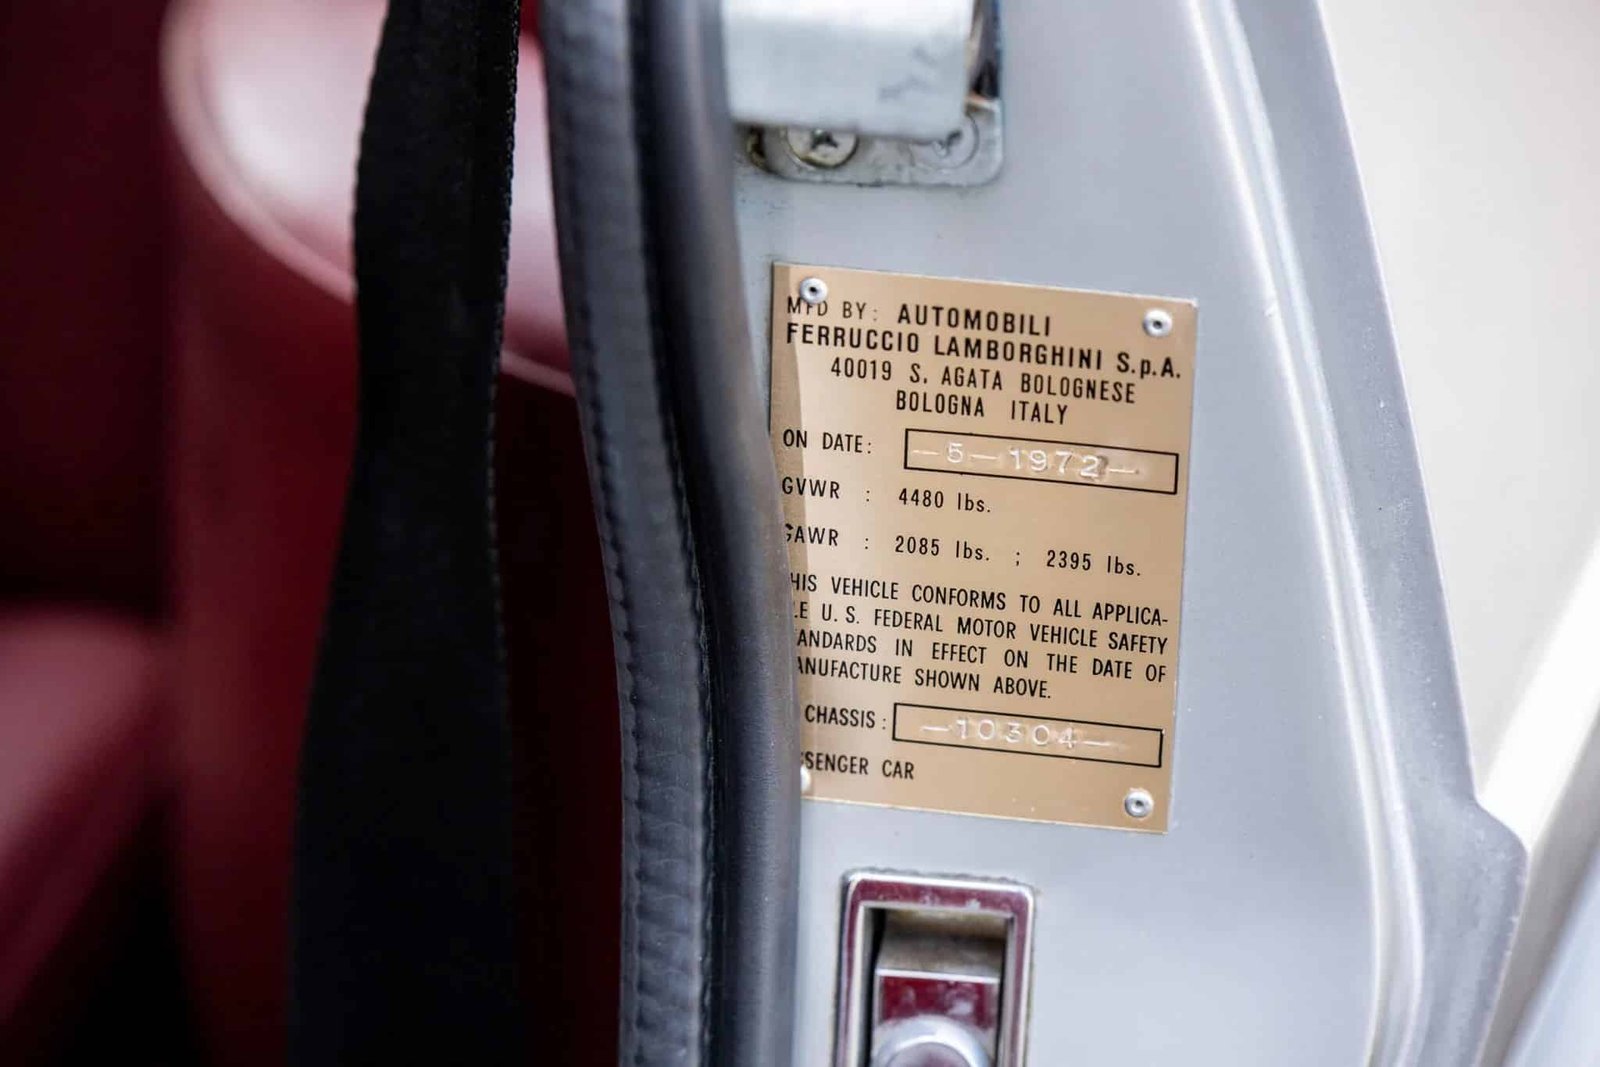 MFD BY: AUTOMOBILI
FERRUCCIO LAMBORGHINI S.p.A.
40019 S. AGATA BOLOGNESE
BOLOGNA ITALY
ON DATE: -5-1972-
GVWR : 4480 lbs.
GAWR : 2085 lbs. ; 2395 lbs.
HIS VEHICLE CONFORMS TO ALL APPLICA-
LE U.S. FEDERAL MOTOR VEHICLE SAFETY
ANDARDS IN EFFECT ON THE DATE OF
ANUFACTURE SHOWN ABOVE.
CHASSIS: -10304-
SSENGER CAR